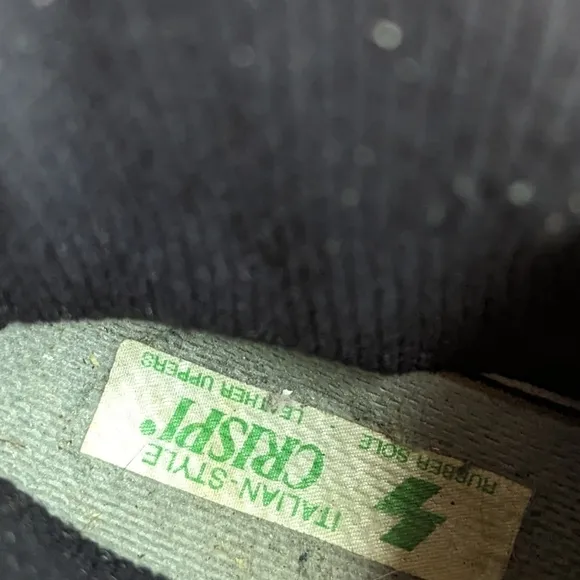 RUBBER SOLE
LEATHER UPPERS
CRISPI®
ITALIAN-STYLE